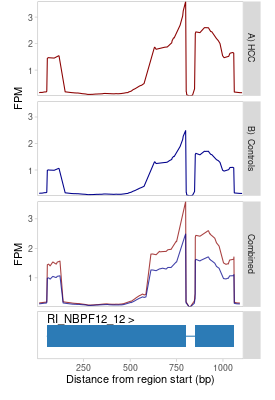 3
2
1
A) HCC
FPM
3
2
1
B) Controls
3
2
1
Combined
FPM
RI_NBPF12_12 >
250 500 750 1000
Distance from region start (bp)